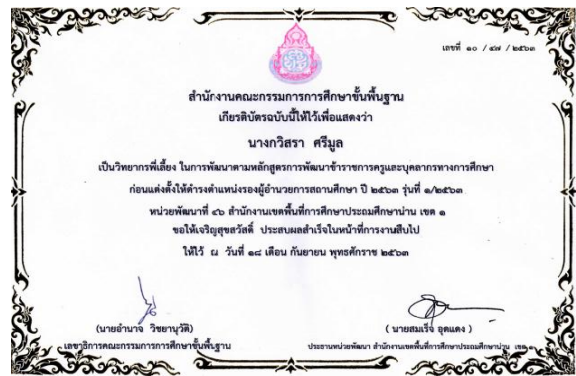 เลขที่ ๑๐ / ๔๗ / ๒๕๖๓
สำนักงานคณะกรรมการการศึกษาขั้นพื้นฐาน
เกียรติบัตรฉบับนี้ให้ไว้เพื่อแสดงว่า
นางกวิสรา ศรีมูล
เป็นวิทยากรพี่เลี้ยง ในการพัฒนาตามหลักสูตรการพัฒนาข้าราชการครูและบุคลากรทางการศึกษา
ก่อนแต่งตั้งให้ดำรงตำแหน่งรองผู้อำนวยการสถานศึกษา ปี ๒๕๖๓ รุ่นที่ ๑/๒๕๖๓
หน่วยพัฒนาที่ ๔๖ สำนักงานเขตพื้นที่การศึกษาประถมศึกษาน่าน เขต ๑
ขอให้เจริญสุขสวัสดิ์ ประสบผลสำเร็จในหน้าที่การงานสืบไป
ให้ไว้ ณ วันที่ ๑๘ เดือน กันยายน พุทธศักราช ๒๕๖๓
(นายอำนาจ วิชยานุวัติ)
เลขาธิการคณะกรรมการการศึกษาขั้นพื้นฐาน
( นายสมเร็จ อุดแดง )
ประธานหน่วยพัฒนา สำนักงานเขตพื้นที่การศึกษาประถมศึกษาน่าน เขต ๑